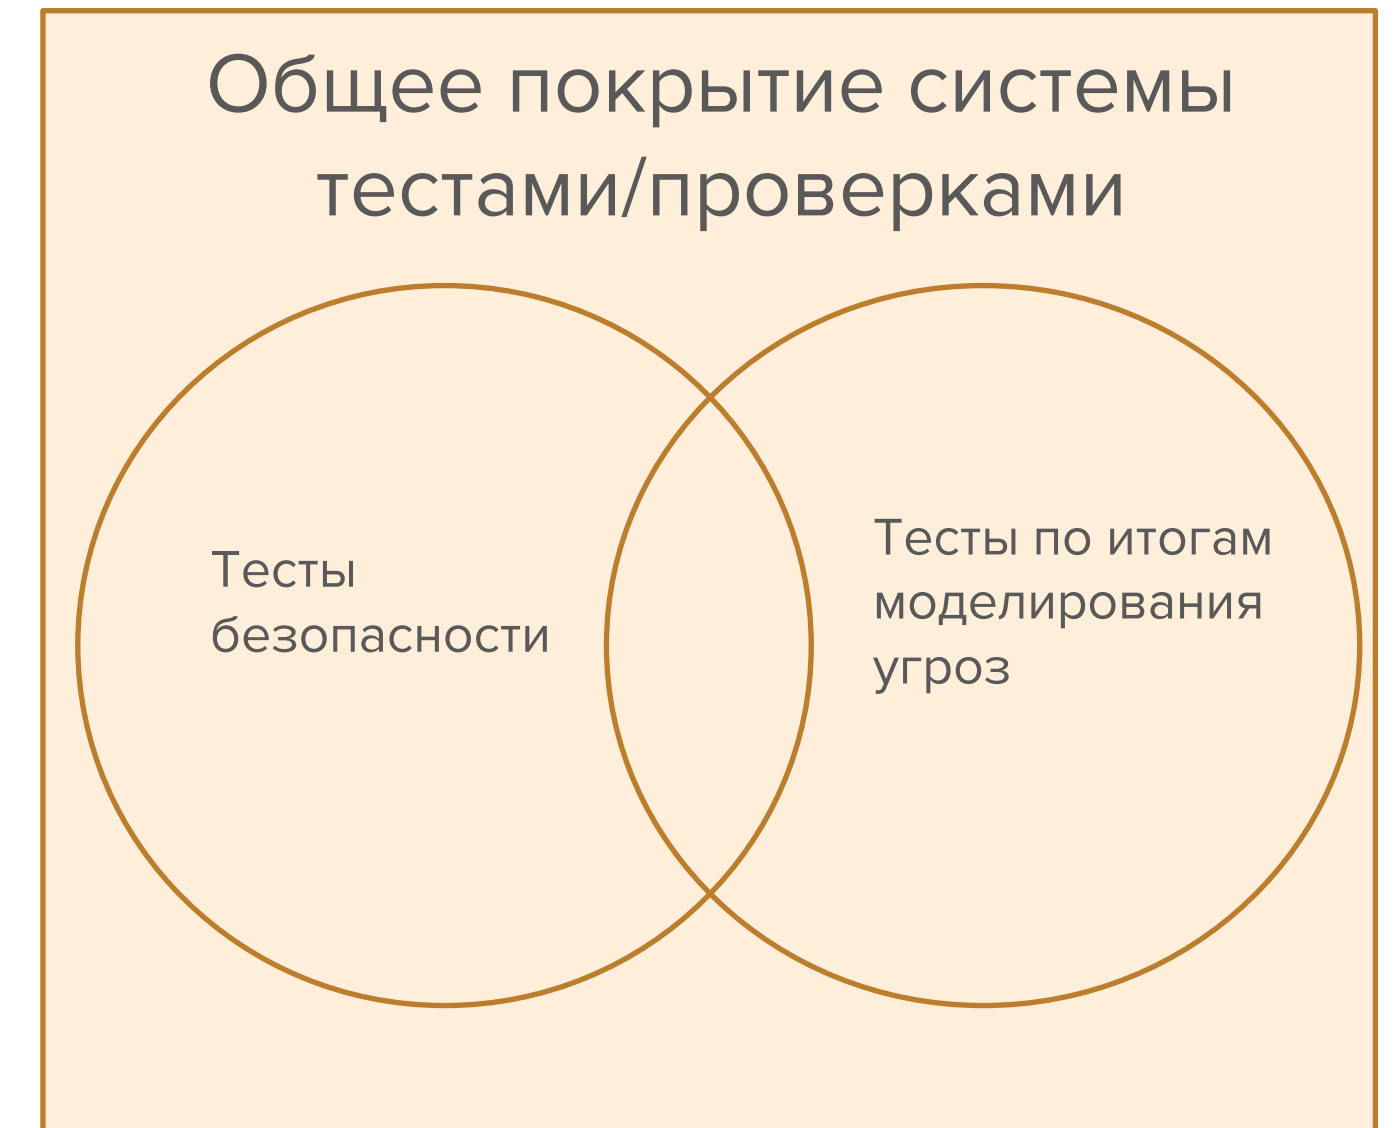 Общее покрытие системы
тестами/проверками
Тесты
безопасности
Тесты по итогам
моделирования
угроз